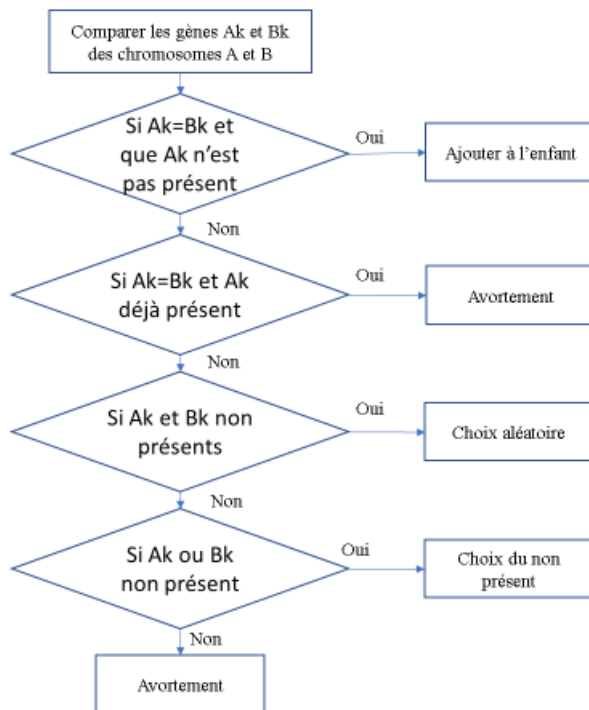 Comparer les gènes Ak et Bk
des chromosomes A et B
Si Ak=Bk et
que Ak n'est
pas présent
Oui
Ajouter à l'enfant
Non
Si Ak=Bk et Ak
déjà présent
Oui
Avortement
Non
Si Ak et Bk non
présents
Oui
Choix aléatoire
Non
Si Ak ou Bk
non présent
Oui
Choix du non
présent
Non
Avortement